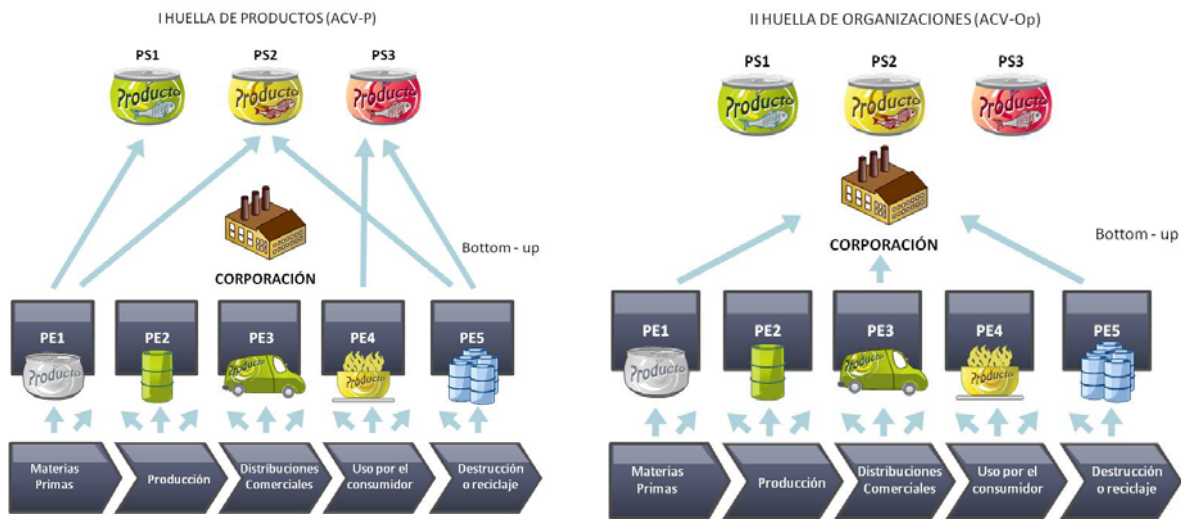 I HUELLA DE PRODUCTOS (ACV-P)
PS1
PS2
PS3
Producto
Producto
Producto
CORPORACIÓN
Bottom - up
PE1
PE2
PE3
PE4
PE5
Producto
Producto
Producto
Materias
Primas
Producción
Distribuciones
Comerciales
Uso por el
consumidor
Destrucción
o reciclaje
II HUELLA DE ORGANIZACIONES (ACV-Op)
PS1
PS2
PS3
Producto
Producto
Producto
CORPORACIÓN
Bottom - up
PE1
PE2
PE3
PE4
PE5
Producto
Producto
Producto
Materias
Primas
Producción
Distribuciones
Comerciales
Uso por el
consumidor
Destrucción
o reciclaje